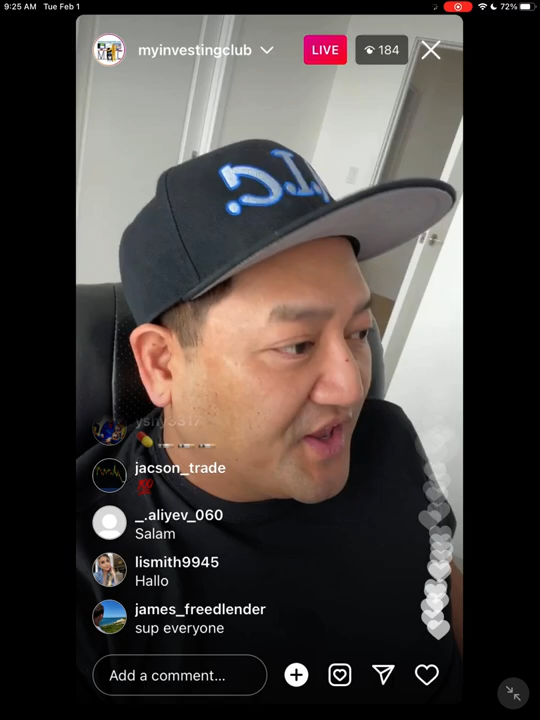 9:25 AM Tue Feb 1
72%
myinvestingclub
LIVE
184
yshy3317
jacson_trade
💯
_.aliyev_060
Salam
lismith9945
Hallo
james_freedlender
sup everyone
Add a comment...